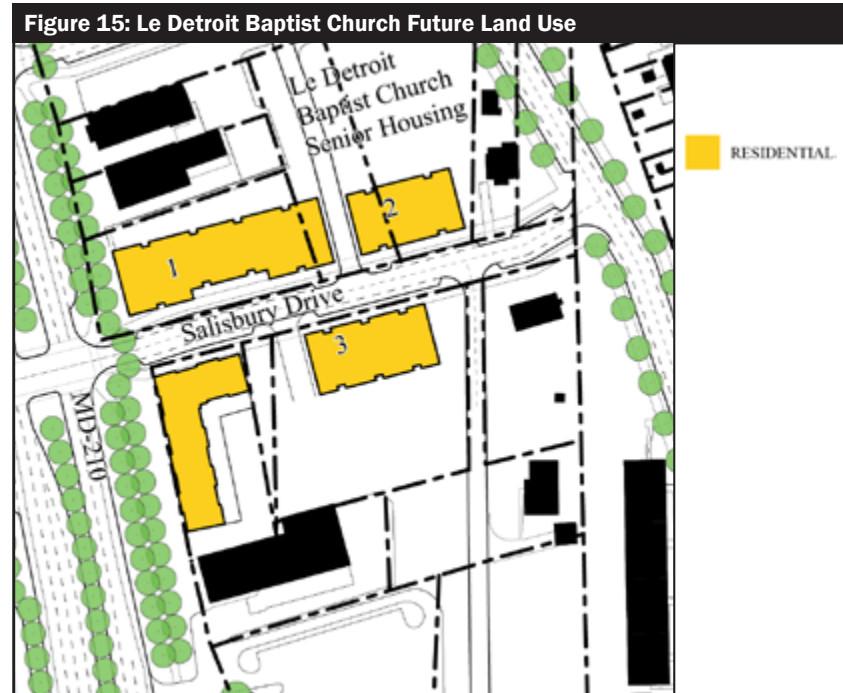 Figure 15: Le Detroit Baptist Church Future Land Use
Le Detroit
Baptist Church
Senior Housing
RESIDENTIAL
2
1
Salisbury Drive
3
MD-210